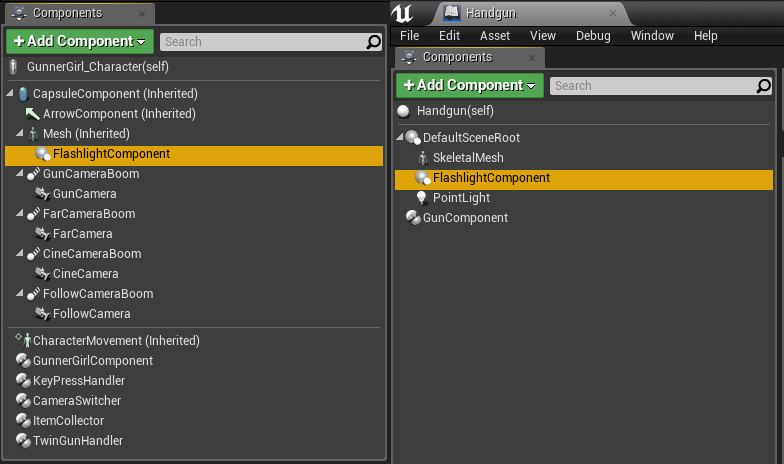 Components
+ Add Component
Search
GunnerGirl_Character(self)
CapsuleComponent (Inherited)
ArrowComponent (Inherited)
Mesh (Inherited)
FlashlightComponent
GunCameraBoom
GunCamera
FarCameraBoom
FarCamera
CineCameraBoom
CineCamera
FollowCameraBoom
FollowCamera
CharacterMovement (Inherited)
GunnerGirlComponent
KeyPressHandler
CameraSwitcher
ItemCollector
TwinGunHandler
Handgun
File Edit Asset View Debug Window Help
Components
+ Add Component
Search
Handgun(self)
DefaultSceneRoot
SkeletalMesh
FlashlightComponent
PointLight
GunComponent